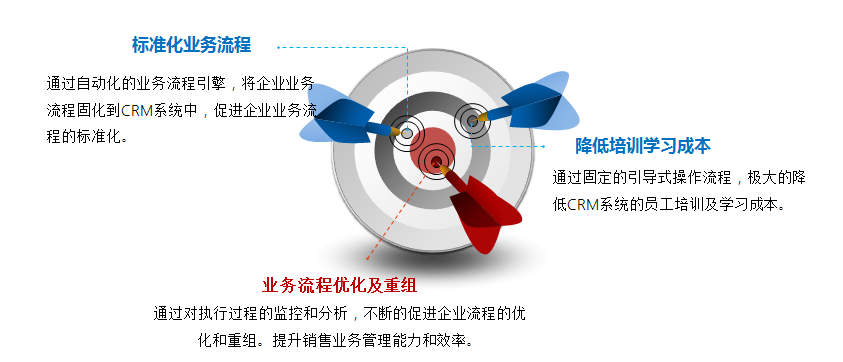 标准化业务流程
通过自动化的业务流程引擎，将企业业务
流程固化到CRM系统中，促进企业业务流
程的标准化。
降低培训学习成本
通过固定的引导式操作流程，极大的降
低CRM系统的员工培训及学习成本。
业务流程优化及重组
通过对执行过程的监控和分析，不断的促进企业流程的优
化和重组。提升销售业务管理能力和效率。